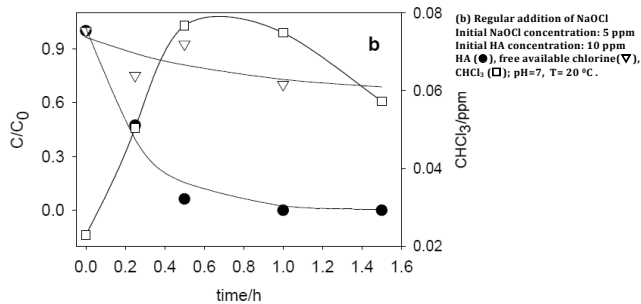 0.9
0.6
0.3
0.0
C/C0
b
0.08
0.06
0.04
0.02
CHCl3/ppm
0.0 0.2 0.4 0.6 0.8 1.0 1.2 1.4 1.6
time/h
(b) Regular addition of NaOCl
Initial NaOCl concentration: 5 ppm
Initial HA concentration: 10 ppm
HA (●), free available chlorine(▽),
CHCl₃ (□); pH=7, T= 20 ⁰C .